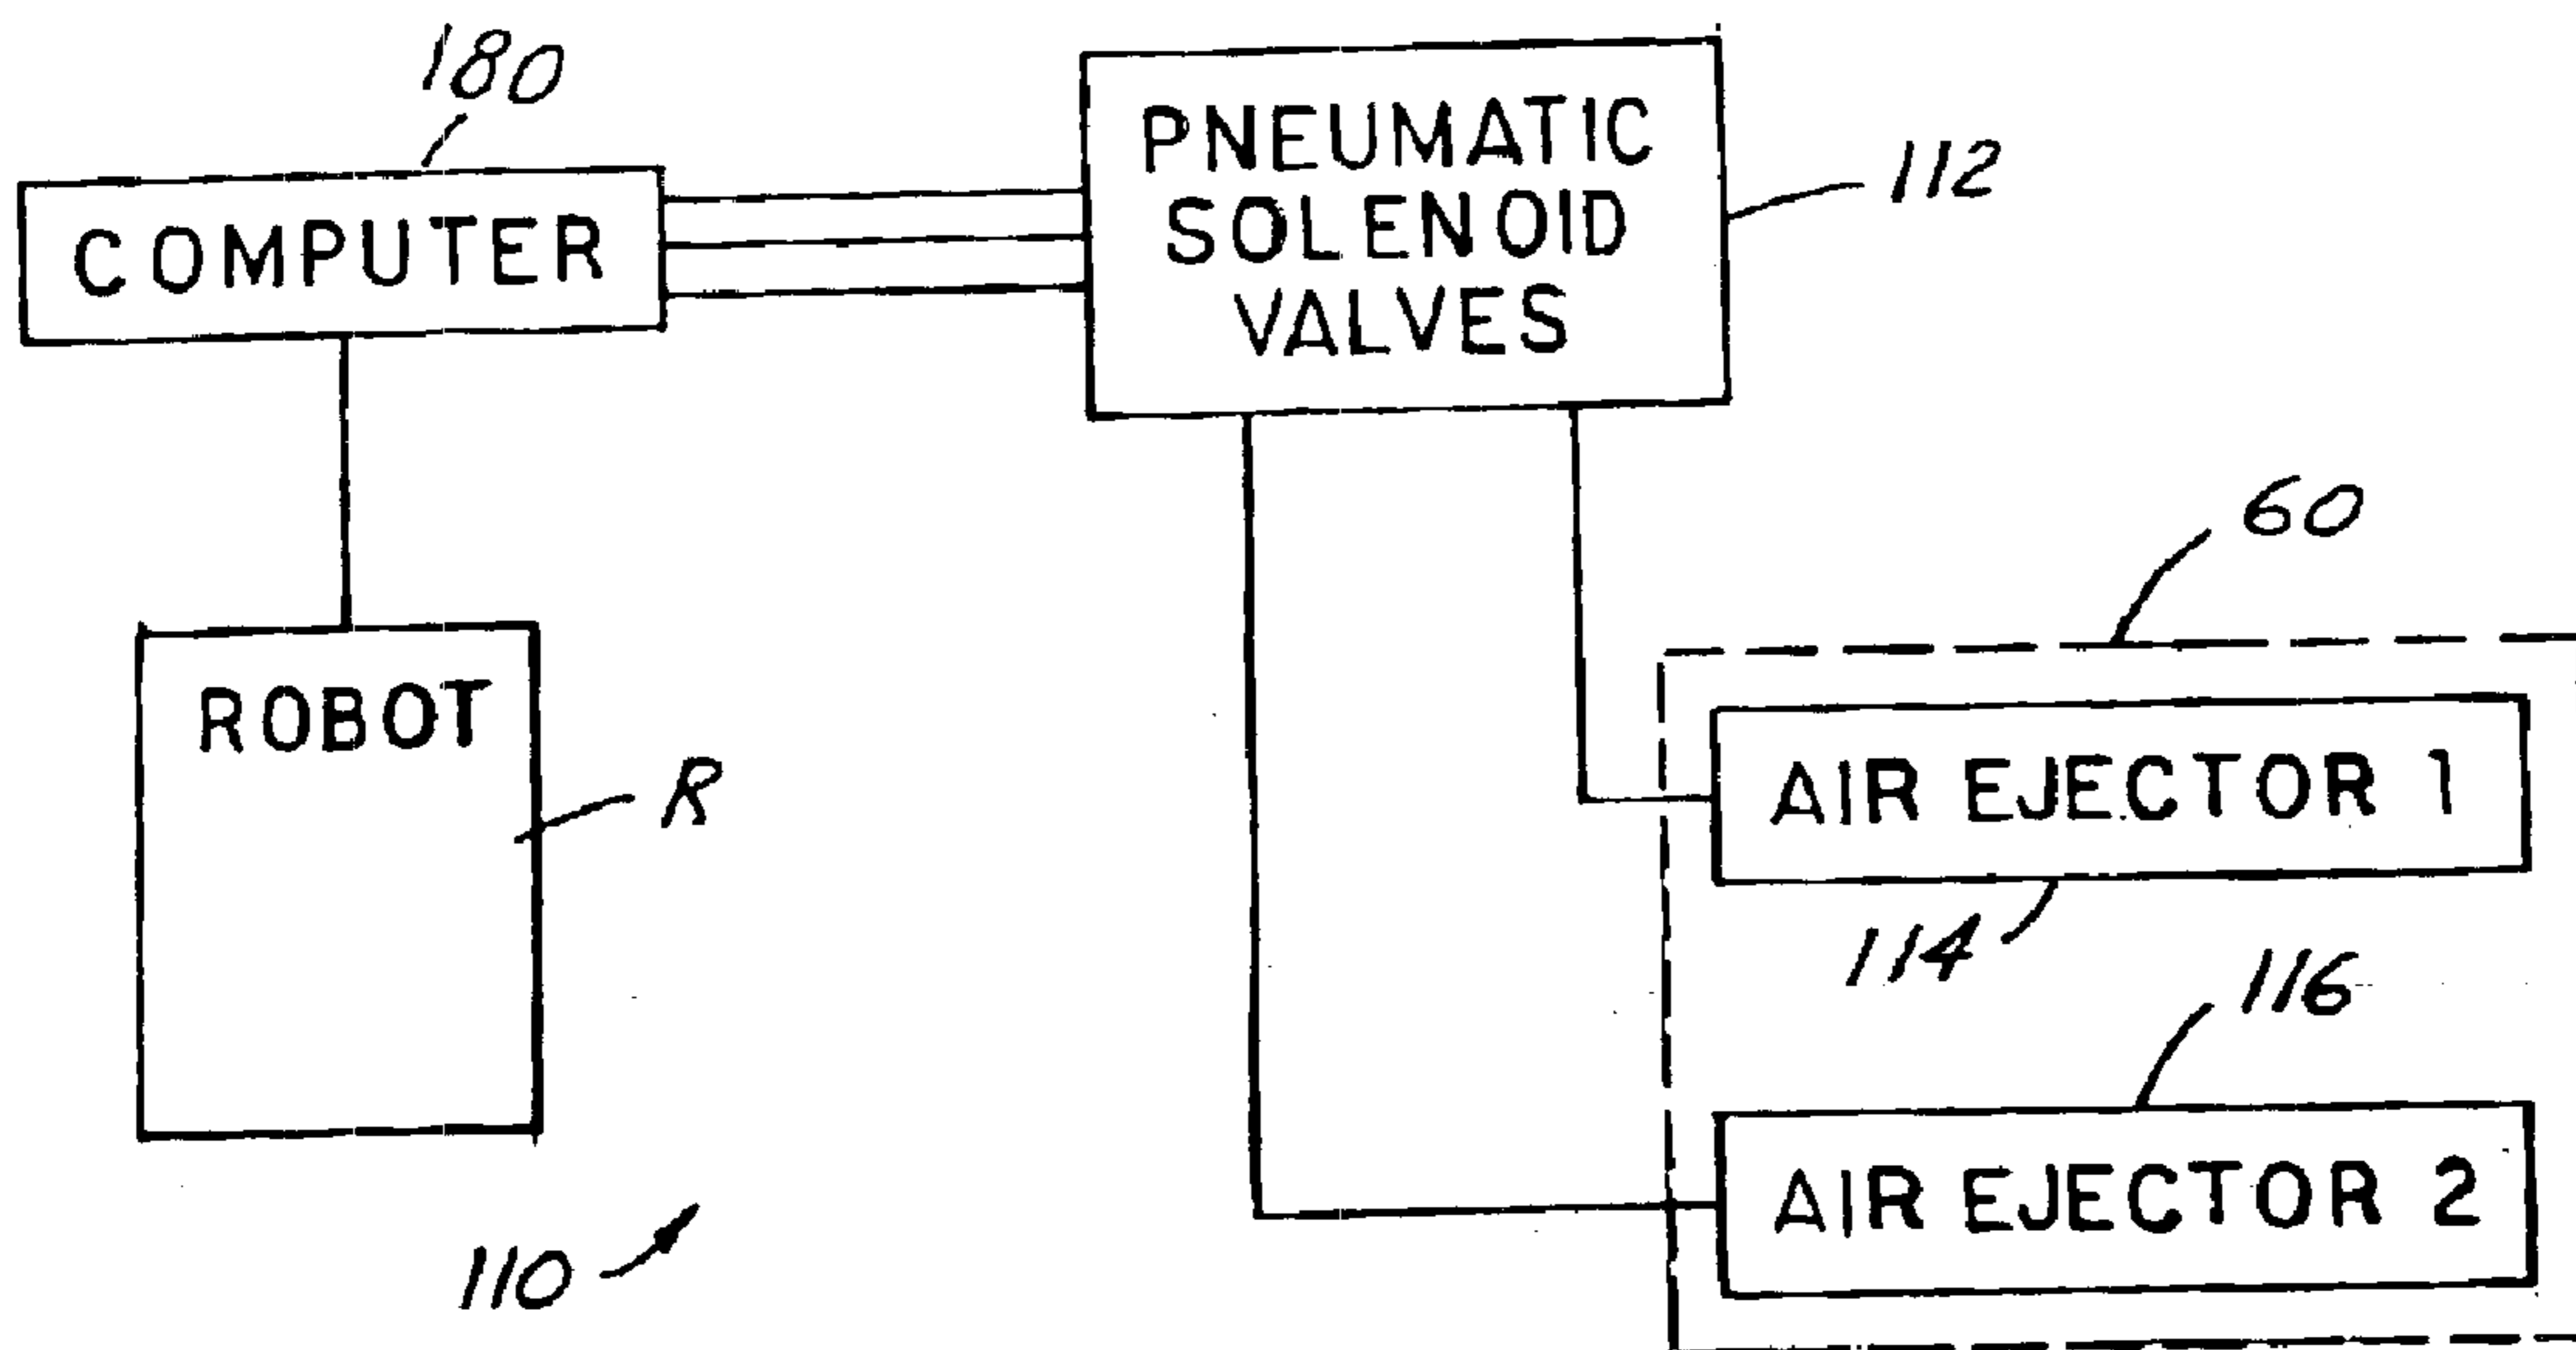 180
COMPUTER
PNEUMATIC
SOLENOID
VALVES
112
60
ROBOT
R
AIR EJECTOR 1
114
116
AIR EJECTOR 2
110